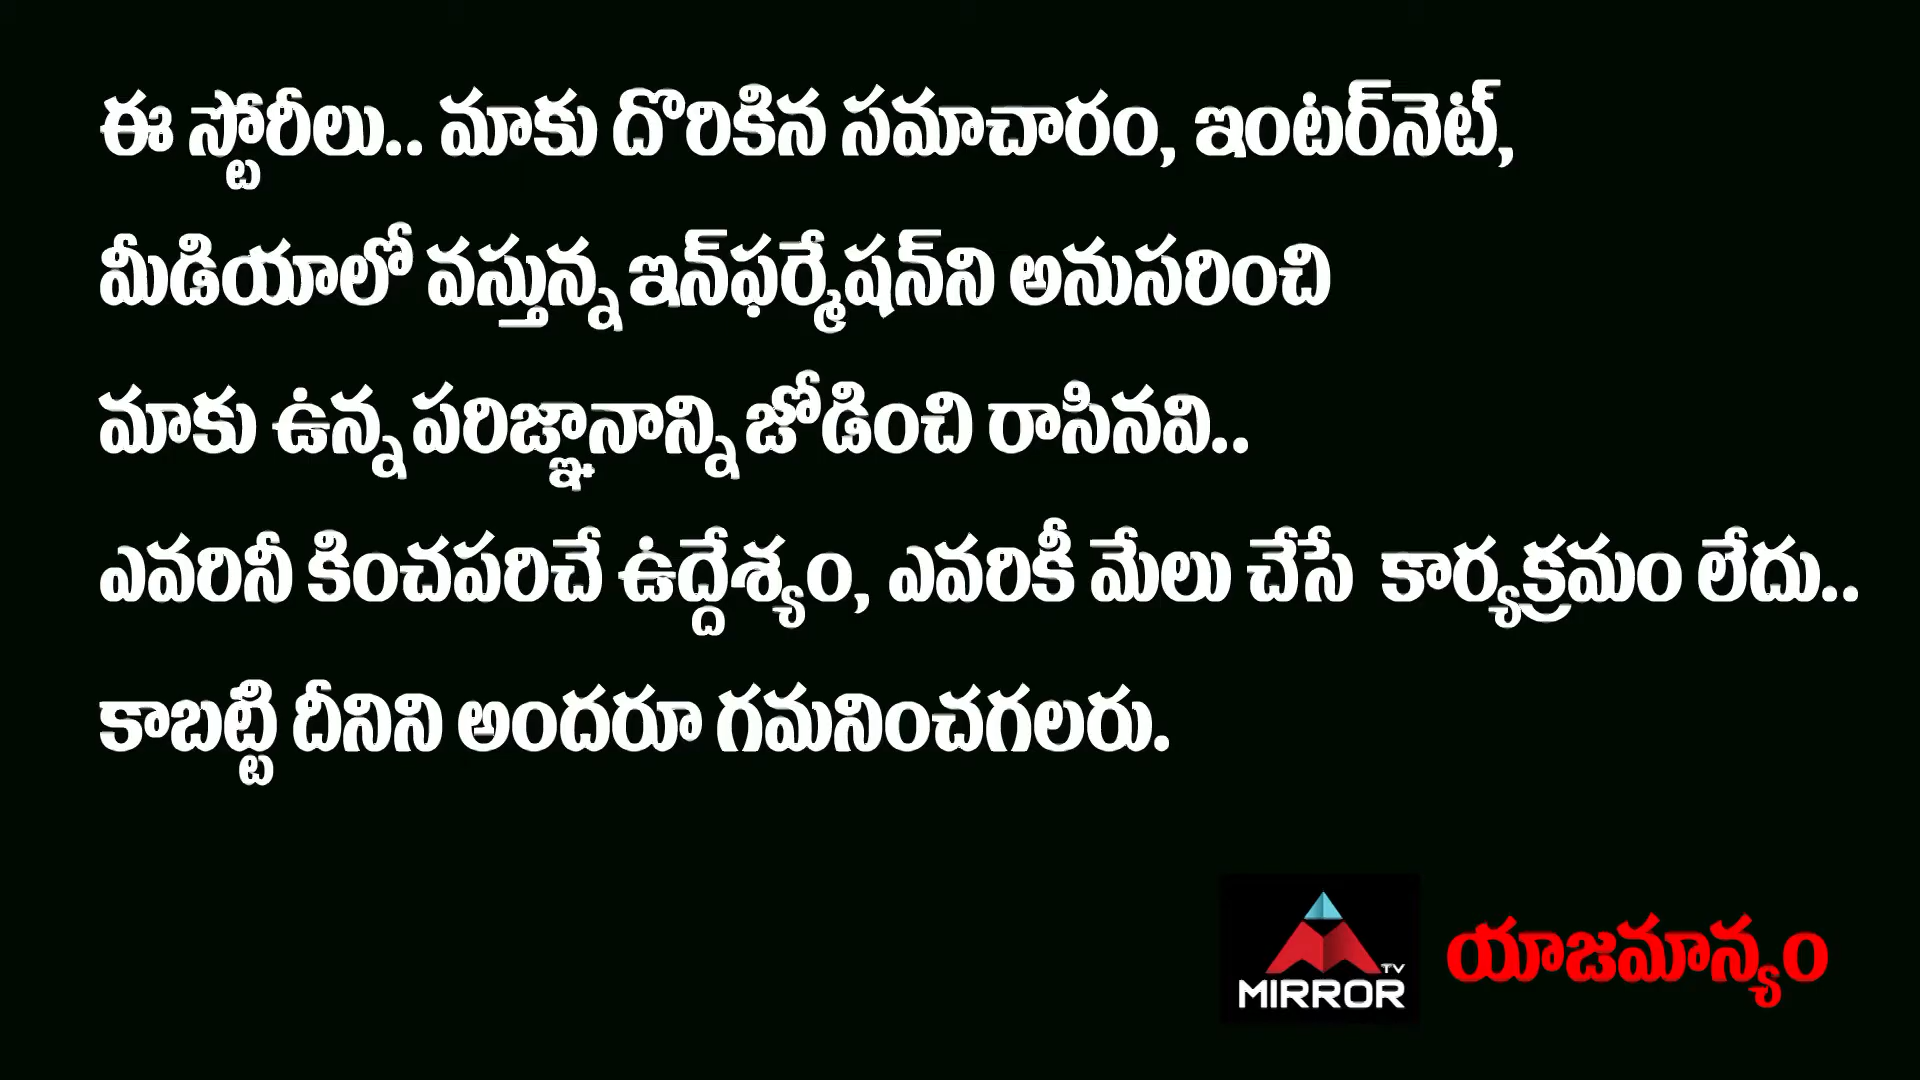 ఈ స్టోరీలు.. మాకు దొరికిన సమాచారం, ఇంటర్‌నెట్,
మీడియాలో వస్తున్న ఇన్‌ఫర్మేషన్‌ని అనుసరించి
మాకు ఉన్న పరిజ్ఞానాన్ని జోడించి రాసినవి..
ఎవరినీ కించపరిచే ఉద్దేశ్యం, ఎవరికీ మేలు చేసే కార్యక్రమం లేదు..
కాబట్టి దీనిని అందరూ గమనించగలరు.
MIRROR TV యాజమాన్యం